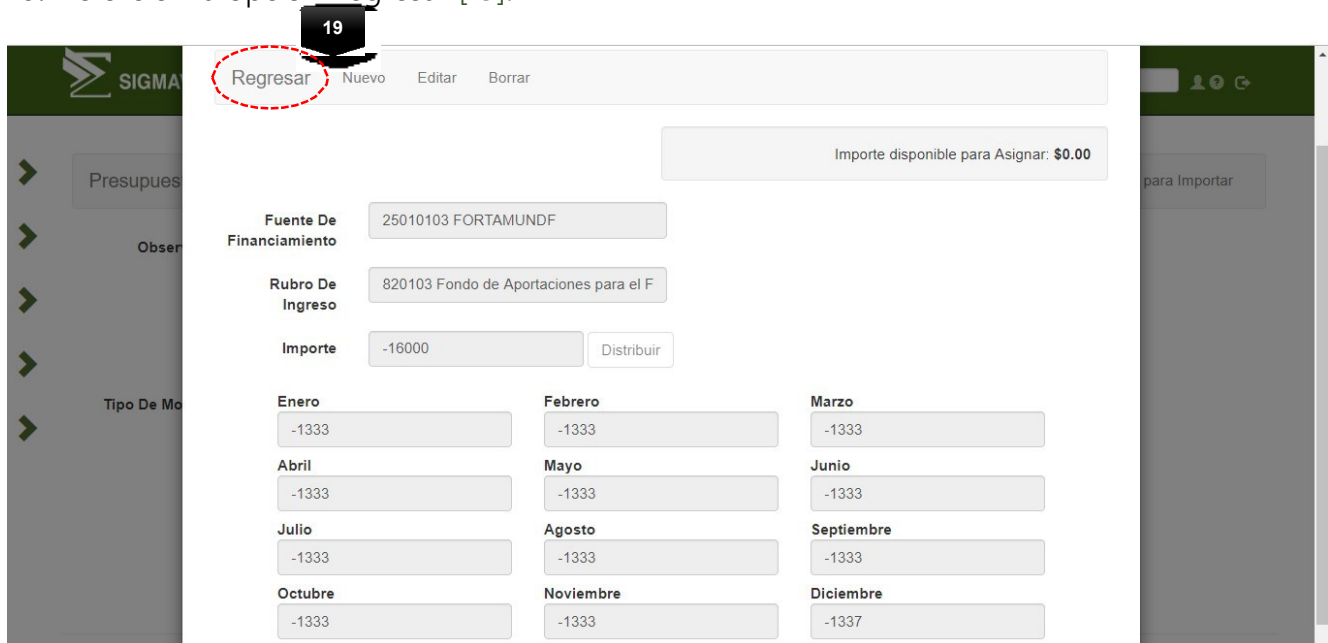 19
SIGMA
Regresar Nuevo Editar Borrar
Importe disponible para Asignar: $0.00
Presupues
para Importar
Fuente De Financiamiento
25010103 FORTAMUNDF
Obser
Rubro De Ingreso
820103 Fondo de Aportaciones para el F
Importe
-16000
Distribuir
Tipo De Mo
Enero Febrero Marzo
-1333 -1333 -1333
Abril Mayo Junio
-1333 -1333 -1333
Julio Agosto Septiembre
-1333 -1333 -1333
Octubre Noviembre Diciembre
-1333 -1333 -1337